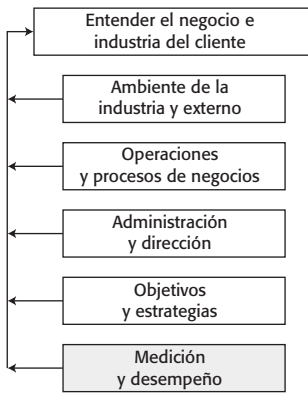 Entender el negocio e
industria del cliente
Ambiente de la
industria y externo
Operaciones
y procesos de negocios
Administración
y dirección
Objetivos
y estrategias
Medición
y desempeño